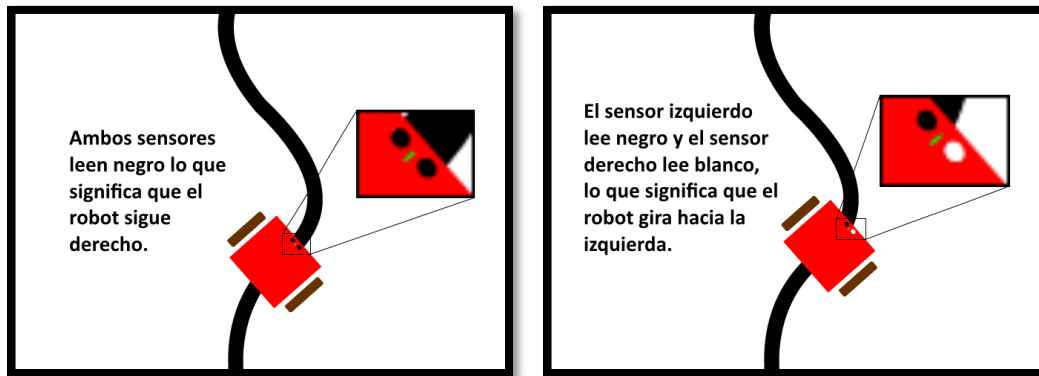 Ambos sensores
leen negro lo que
significa que el
robot sigue
derecho.
El sensor izquierdo
lee negro y el sensor
derecho lee blanco,
lo que significa que el
robot gira hacia la
izquierda.